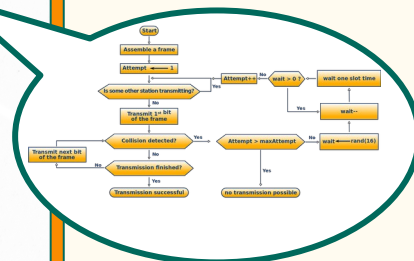 Start
Assemble a frame
Attempt ← 1
Is some other station transmitting?
Yes
No
Transmit 1st bit
of the frame
Collision detected?
Yes
No
Transmit next bit
of the frame
Transmission finished?
No
Yes
Transmission successful
Attempt > maxAttempt
No
Yes
no transmission possible
wait ← rand(16)
wait--
wait one slot time
wait > 0 ?
Yes
No
Attempt++